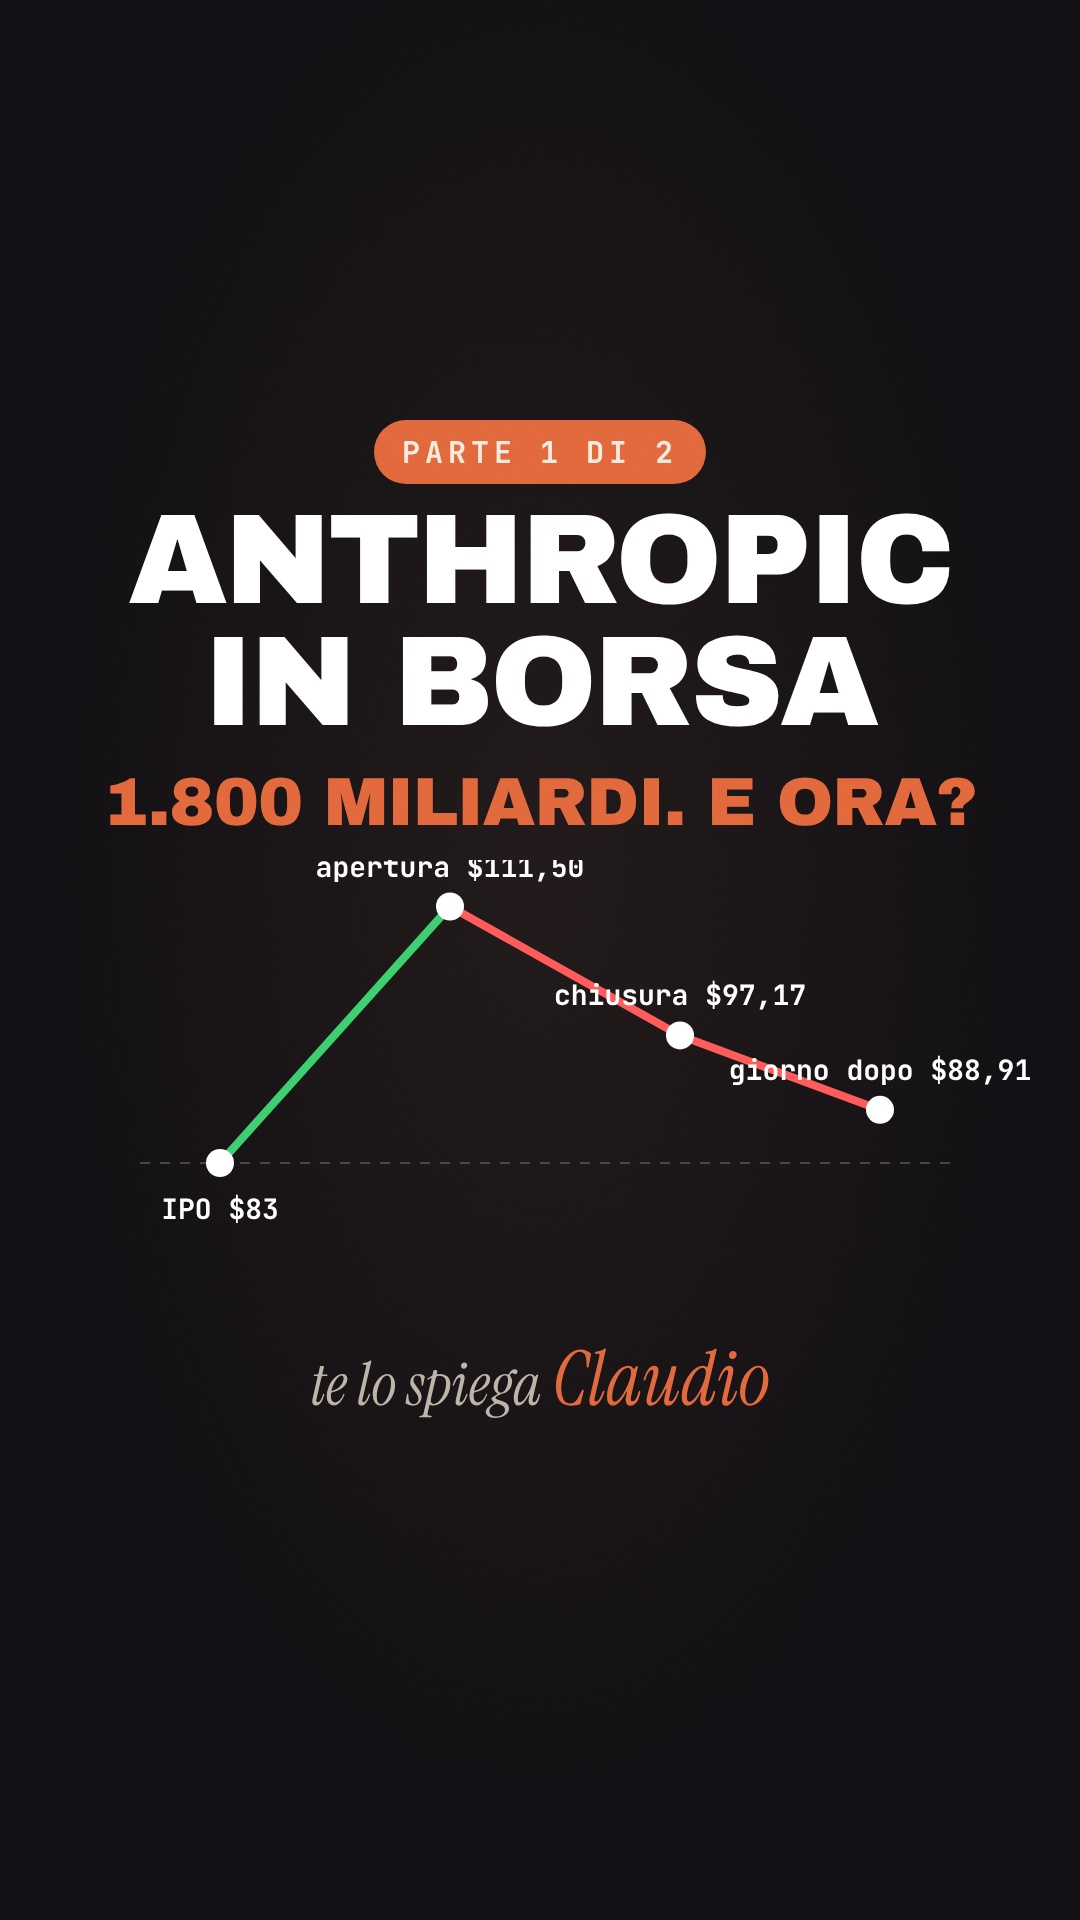 PARTE 1 DI 2
ANTHROPIC
IN BORSA
1.800 MILIARDI. E ORA?
apertura $111,50
chiusura $97,17
giorno dopo $88,91
IPO $83
te lo spiega Claudio